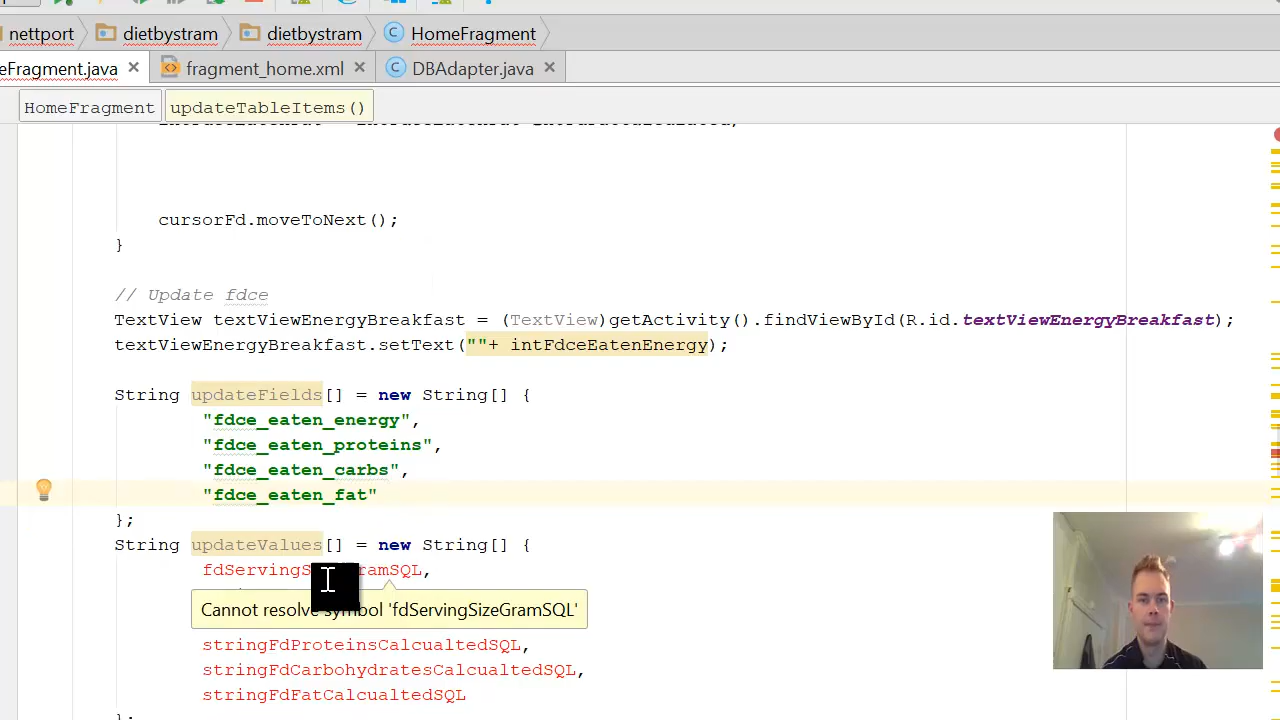 nettport dietbystram dietbystram HomeFragment
eFragment.java fragment_home.xml DBAdapter.java
HomeFragment updateTableItems()
cursorFd.moveToNext();
}
// Update fdce
TextView textViewEnergyBreakfast = (TextView)getActivity().findViewById(R.id.textViewEnergyBreakfast);
textViewEnergyBreakfast.setText(""+ intFdceEatenEnergy);
String updateFields[] = new String[] {
"fdce_eaten_energy",
"fdce_eaten_proteins",
"fdce_eaten_carbs",
"fdce_eaten_fat"
};
String updateValues[] = new String[] {
ramSQL,
Cannot resolve symbol 'fdServingSizeGramSQL'
stringFdProteinsCalcualtedSQL,
stringFdCarbohydratesCalcualtedSQL,
stringFdFatCalcualtedSQL
};